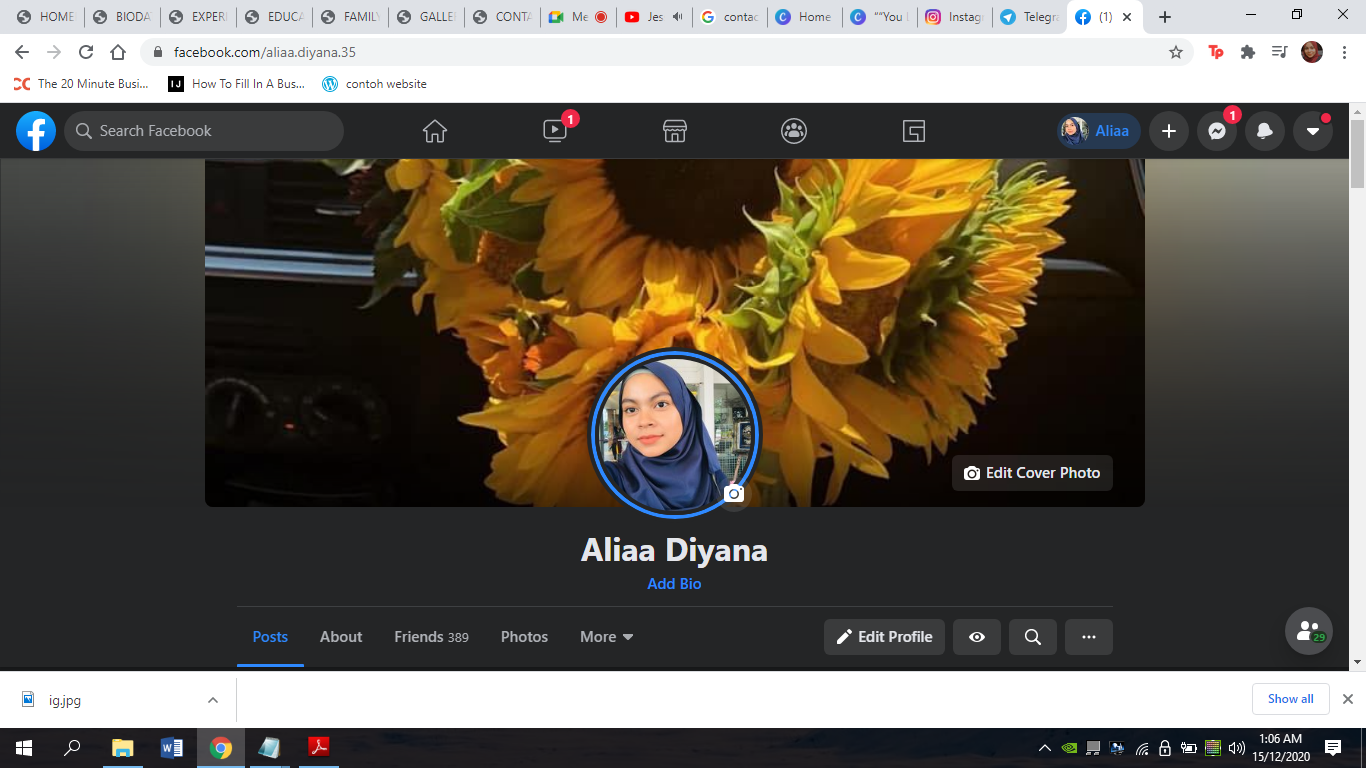 HOME
BIODA
EXPERI
EDUCA
FAMILY
GALLE
CONTA
Me
Jes
contac
Home
““You
Instag
Telegra
(1)
facebook.com/aliaa.diyana.35
The 20 Minute Busi...
How To Fill In A Bus...
contoh website
Search Facebook
1
Aliaa
1
Edit Cover Photo
Aliaa Diyana
Add Bio
Posts
About
Friends 389
Photos
More
Edit Profile
29
ig.jpg
Show all
1:06 AM
15/12/2020